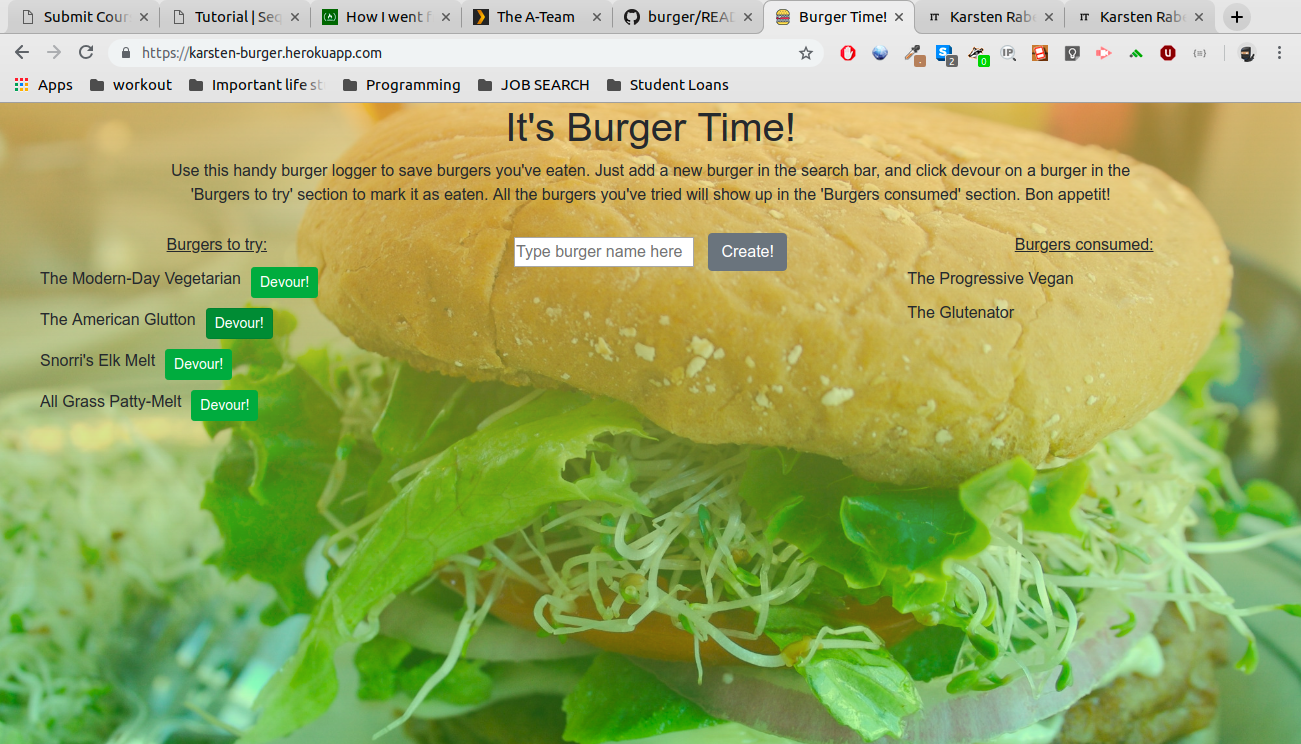 Submit Cour
Tutorial | Seq
How I went f
The A-Team
burger/READ
Burger Time!
Karsten Rab
Karsten Rab
https://karsten-burger.herokuapp.com
2
0
IP
Apps
workout
Important life st
Programming
JOB SEARCH
Student Loans
It's Burger Time!
Use this handy burger logger to save burgers you've eaten. Just add a new burger in the search bar, and click devour on a burger in the
'Burgers to try' section to mark it as eaten. All the burgers you've tried will show up in the 'Burgers consumed' section. Bon appetit!
Burgers to try:
The Modern-Day Vegetarian Devour!
The American Glutton Devour!
Snorri's Elk Melt Devour!
All Grass Patty-Melt Devour!
Type burger name here Create!
Burgers consumed:
The Progressive Vegan
The Glutenator